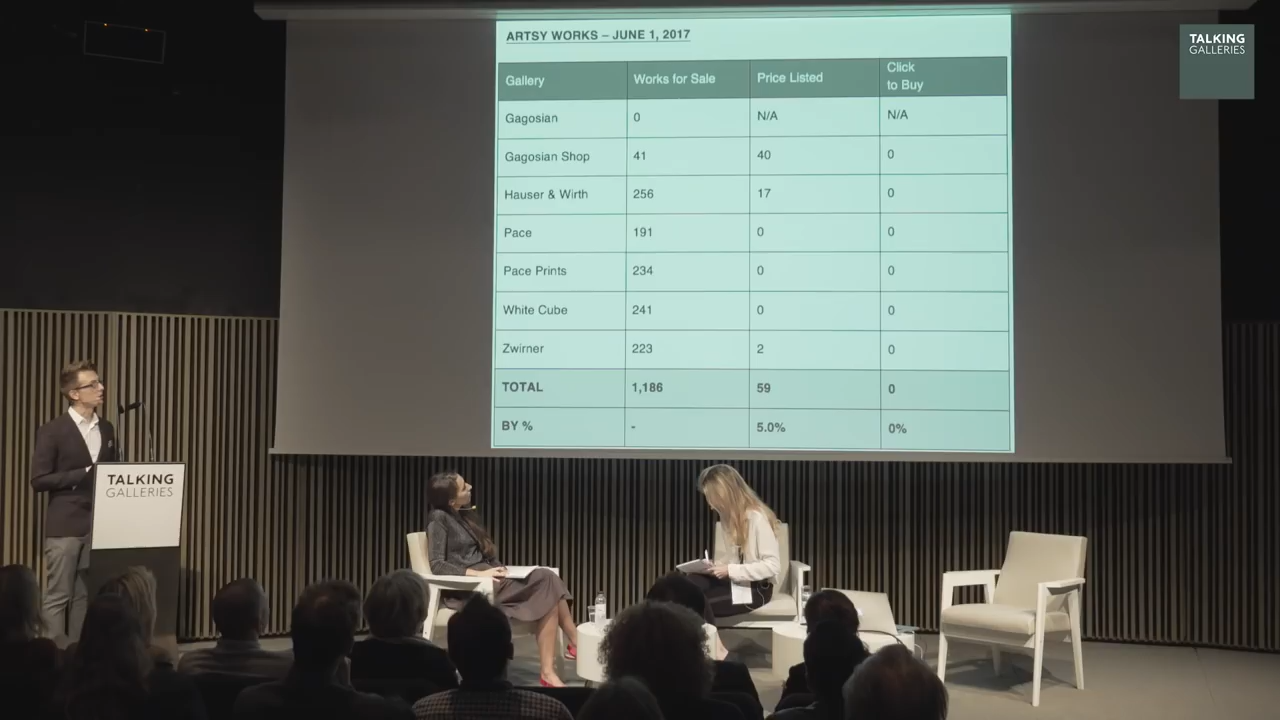 ARTSY WORKS – JUNE 1, 2017
Gallery Works for Sale Price Listed Click to Buy
Gagosian 0 N/A N/A
Gagosian Shop 41 40 0
Hauser & Wirth 256 17 0
Pace 191 0 0
Pace Prints 234 0 0
White Cube 241 0 0
Zwirner 223 2 0
TOTAL 1,186 59 0
BY % - 5.0% 0%
TALKING
GALLERIES
TALKING
GALLERIES